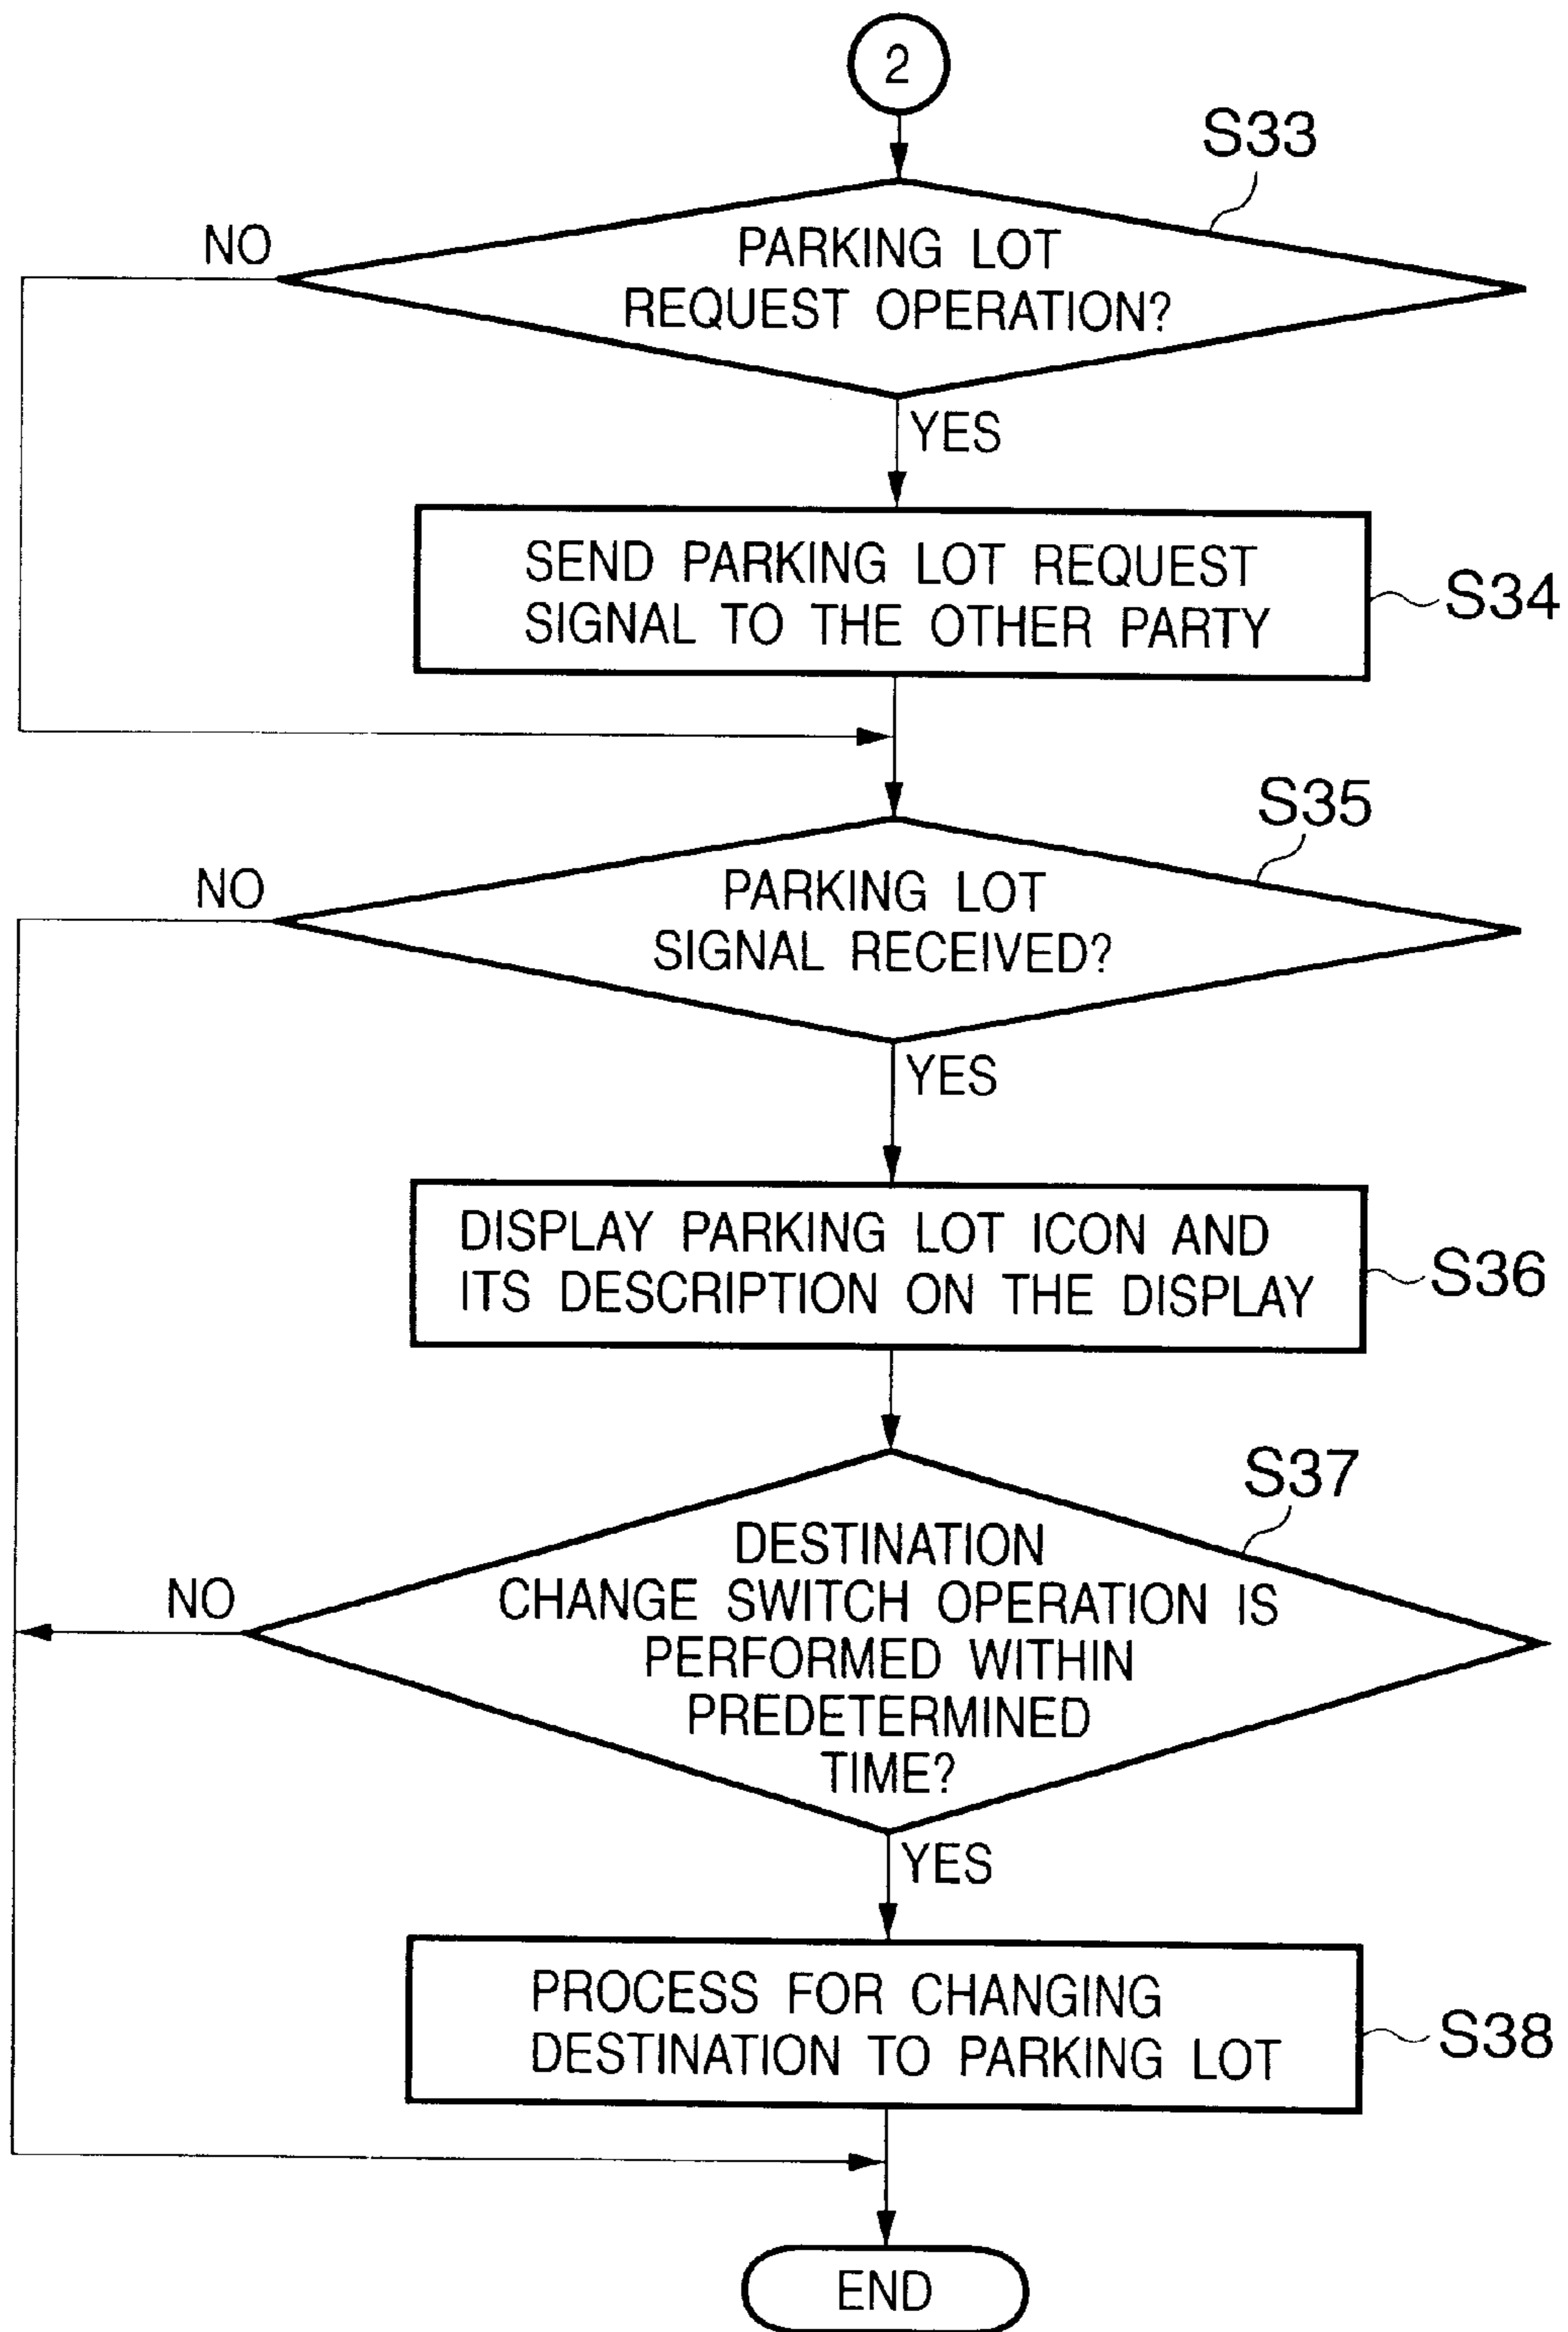 2
S33
NO
PARKING LOT
REQUEST OPERATION?
YES
SEND PARKING LOT REQUEST
SIGNAL TO THE OTHER PARTY
S34
S35
NO
PARKING LOT
SIGNAL RECEIVED?
YES
DISPLAY PARKING LOT ICON AND
ITS DESCRIPTION ON THE DISPLAY
S36
S37
NO
DESTINATION
CHANGE SWITCH OPERATION IS
PERFORMED WITHIN
PREDETERMINED
TIME?
YES
PROCESS FOR CHANGING
DESTINATION TO PARKING LOT
S38
END